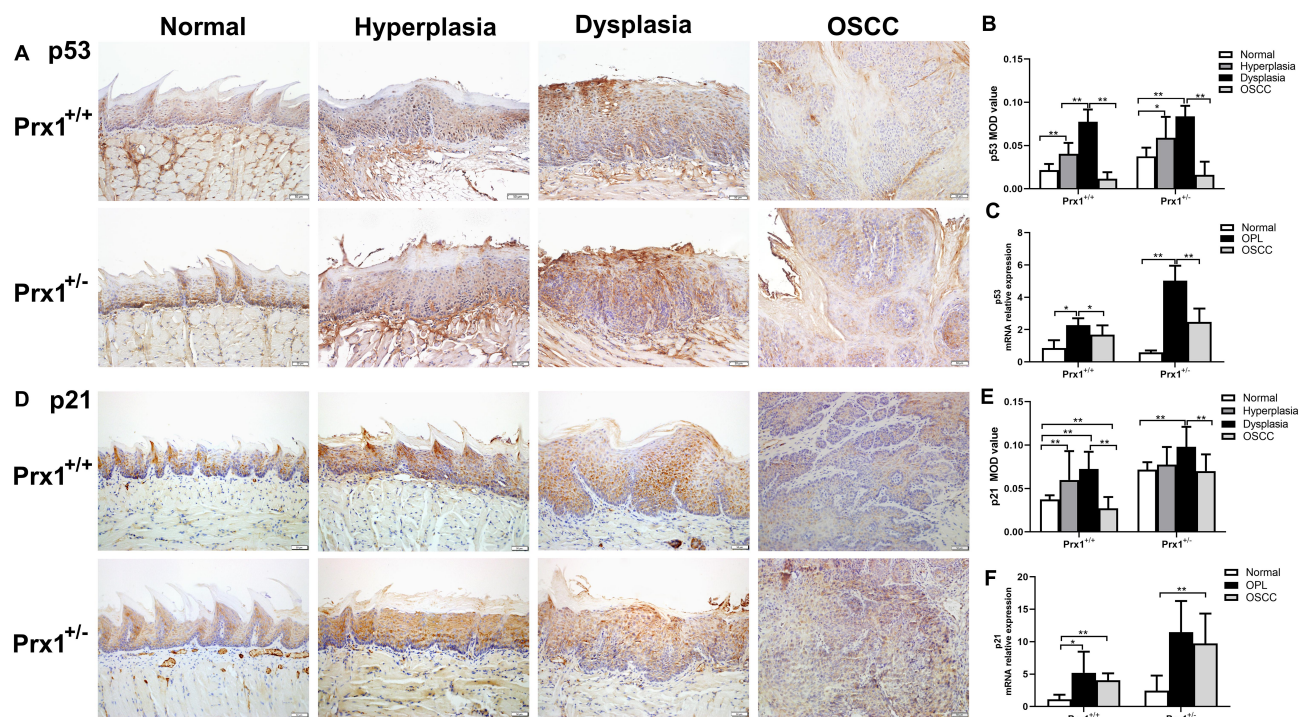 Normal Hyperplasia Dysplasia OSCC
A p53
Prx1+/+
Prx1+/-
D p21
Prx1+/+
Prx1+/-
B
Normal
Hyperplasia
Dysplasia
OSCC
p53 MOD value
0.15
0.10
0.05
0.00
** ** **
** * **
Prx1+/+ Prx1+/-
C
Normal
OPL
OSCC
p53
mRNA relative expression
8
6
4
2
0
* * ** **
Prx1+/+ Prx1+/-
E
Normal
Hyperplasia
Dysplasia
OSCC
p21 MOD value
0.15
0.10
0.05
0.00
**
**
** **
** **
Prx1+/+ Prx1+/-
F
Normal
OPL
OSCC
p21
mRNA relative expression
20
15
10
5
0
**
*
**
Prx1+/+ Prx1+/-